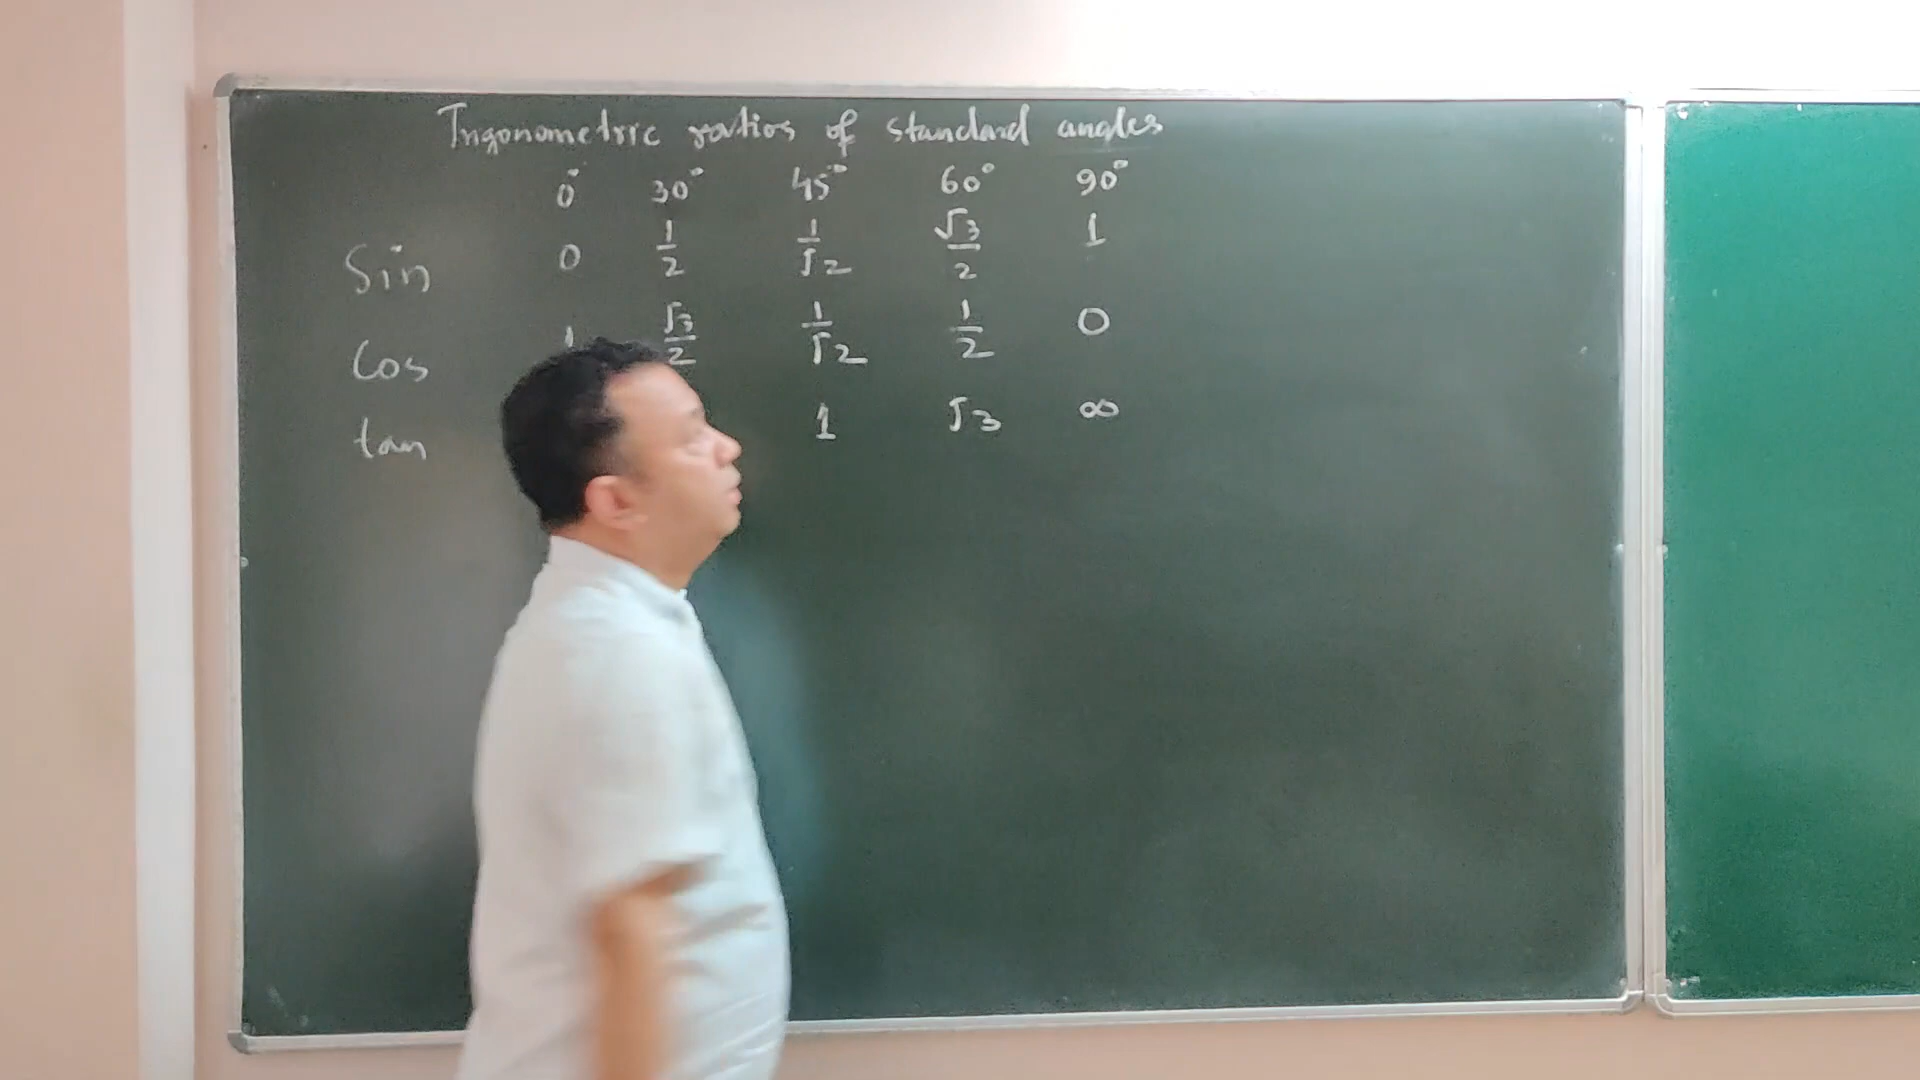 Trigonometric ratios of standard angles
0° 30° 45° 60° 90°
Sin 0 1/2 1/√2 √3/2 1
Cos 1 √3/2 1/√2 1/2 0
tan 1 √3 ∞